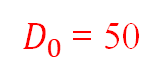 D₀ = 50